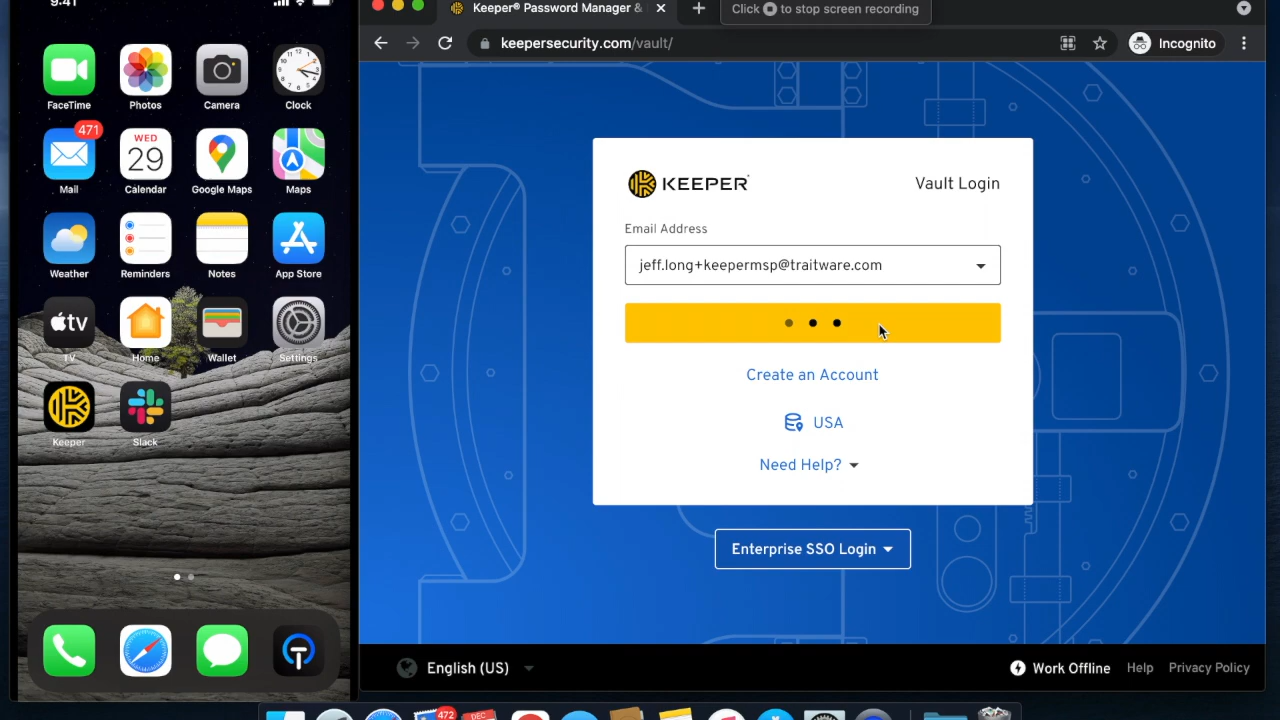 9:41
FaceTime
Photos
Camera
Clock
471
WED
29
Mail
Calendar
Google Maps
Maps
Weather
Reminders
Notes
App Store
tv
TV
Home
Wallet
Settings
Keeper
Slack
Keeper® Password Manager &
Click to stop screen recording
keepersecurity.com/vault/
Incognito
KEEPER
Vault Login
Email Address
jeff.long+keepermsp@traitware.com
Create an Account
USA
Need Help?
Enterprise SSO Login
English (US)
Work Offline
Help
Privacy Policy
472
DEC